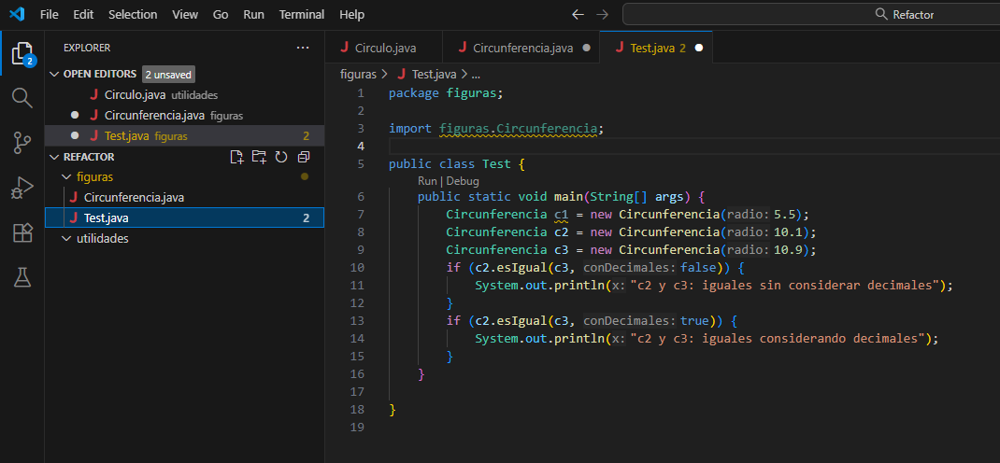 File Edit Selection View Go Run Terminal Help
Refactor
EXPLORER
2
OPEN EDITORS 2 unsaved
Circulo.java utilidades
Circunferencia.java figuras
Test.java figuras 2
REFACTOR
figuras
Circunferencia.java
Test.java 2
utilidades
Circulo.java Circunferencia.java Test.java 2
figuras > Test.java > ...
1 package figuras;
2
3 import figuras.Circunferencia;
4
5 public class Test {
Run | Debug
6 public static void main(String[] args) {
7 Circunferencia c1 = new Circunferencia(radio: 5.5);
8 Circunferencia c2 = new Circunferencia(radio: 10.1);
9 Circunferencia c3 = new Circunferencia(radio: 10.9);
10 if (c2.esIgual(c3, conDecimales: false)) {
11 System.out.println(x: "c2 y c3: iguales sin considerar decimales");
12 }
13 if (c2.esIgual(c3, conDecimales: true)) {
14 System.out.println(x: "c2 y c3: iguales considerando decimales");
15 }
16 }
17
18 }
19